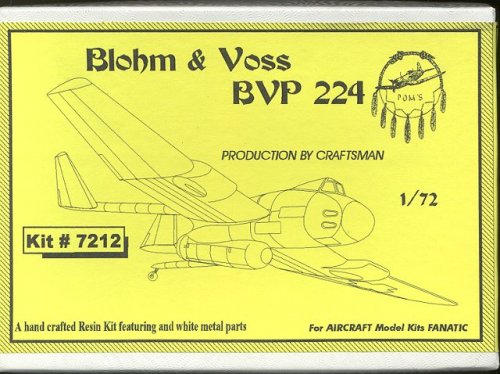 Blohm & Voss
BVP 224
POM'S
PRODUCTION BY CRAFTSMAN
1/72
Kit # 7212
A hand crafted Resin Kit featuring and white metal parts
For AIRCRAFT Model Kits FANATIC